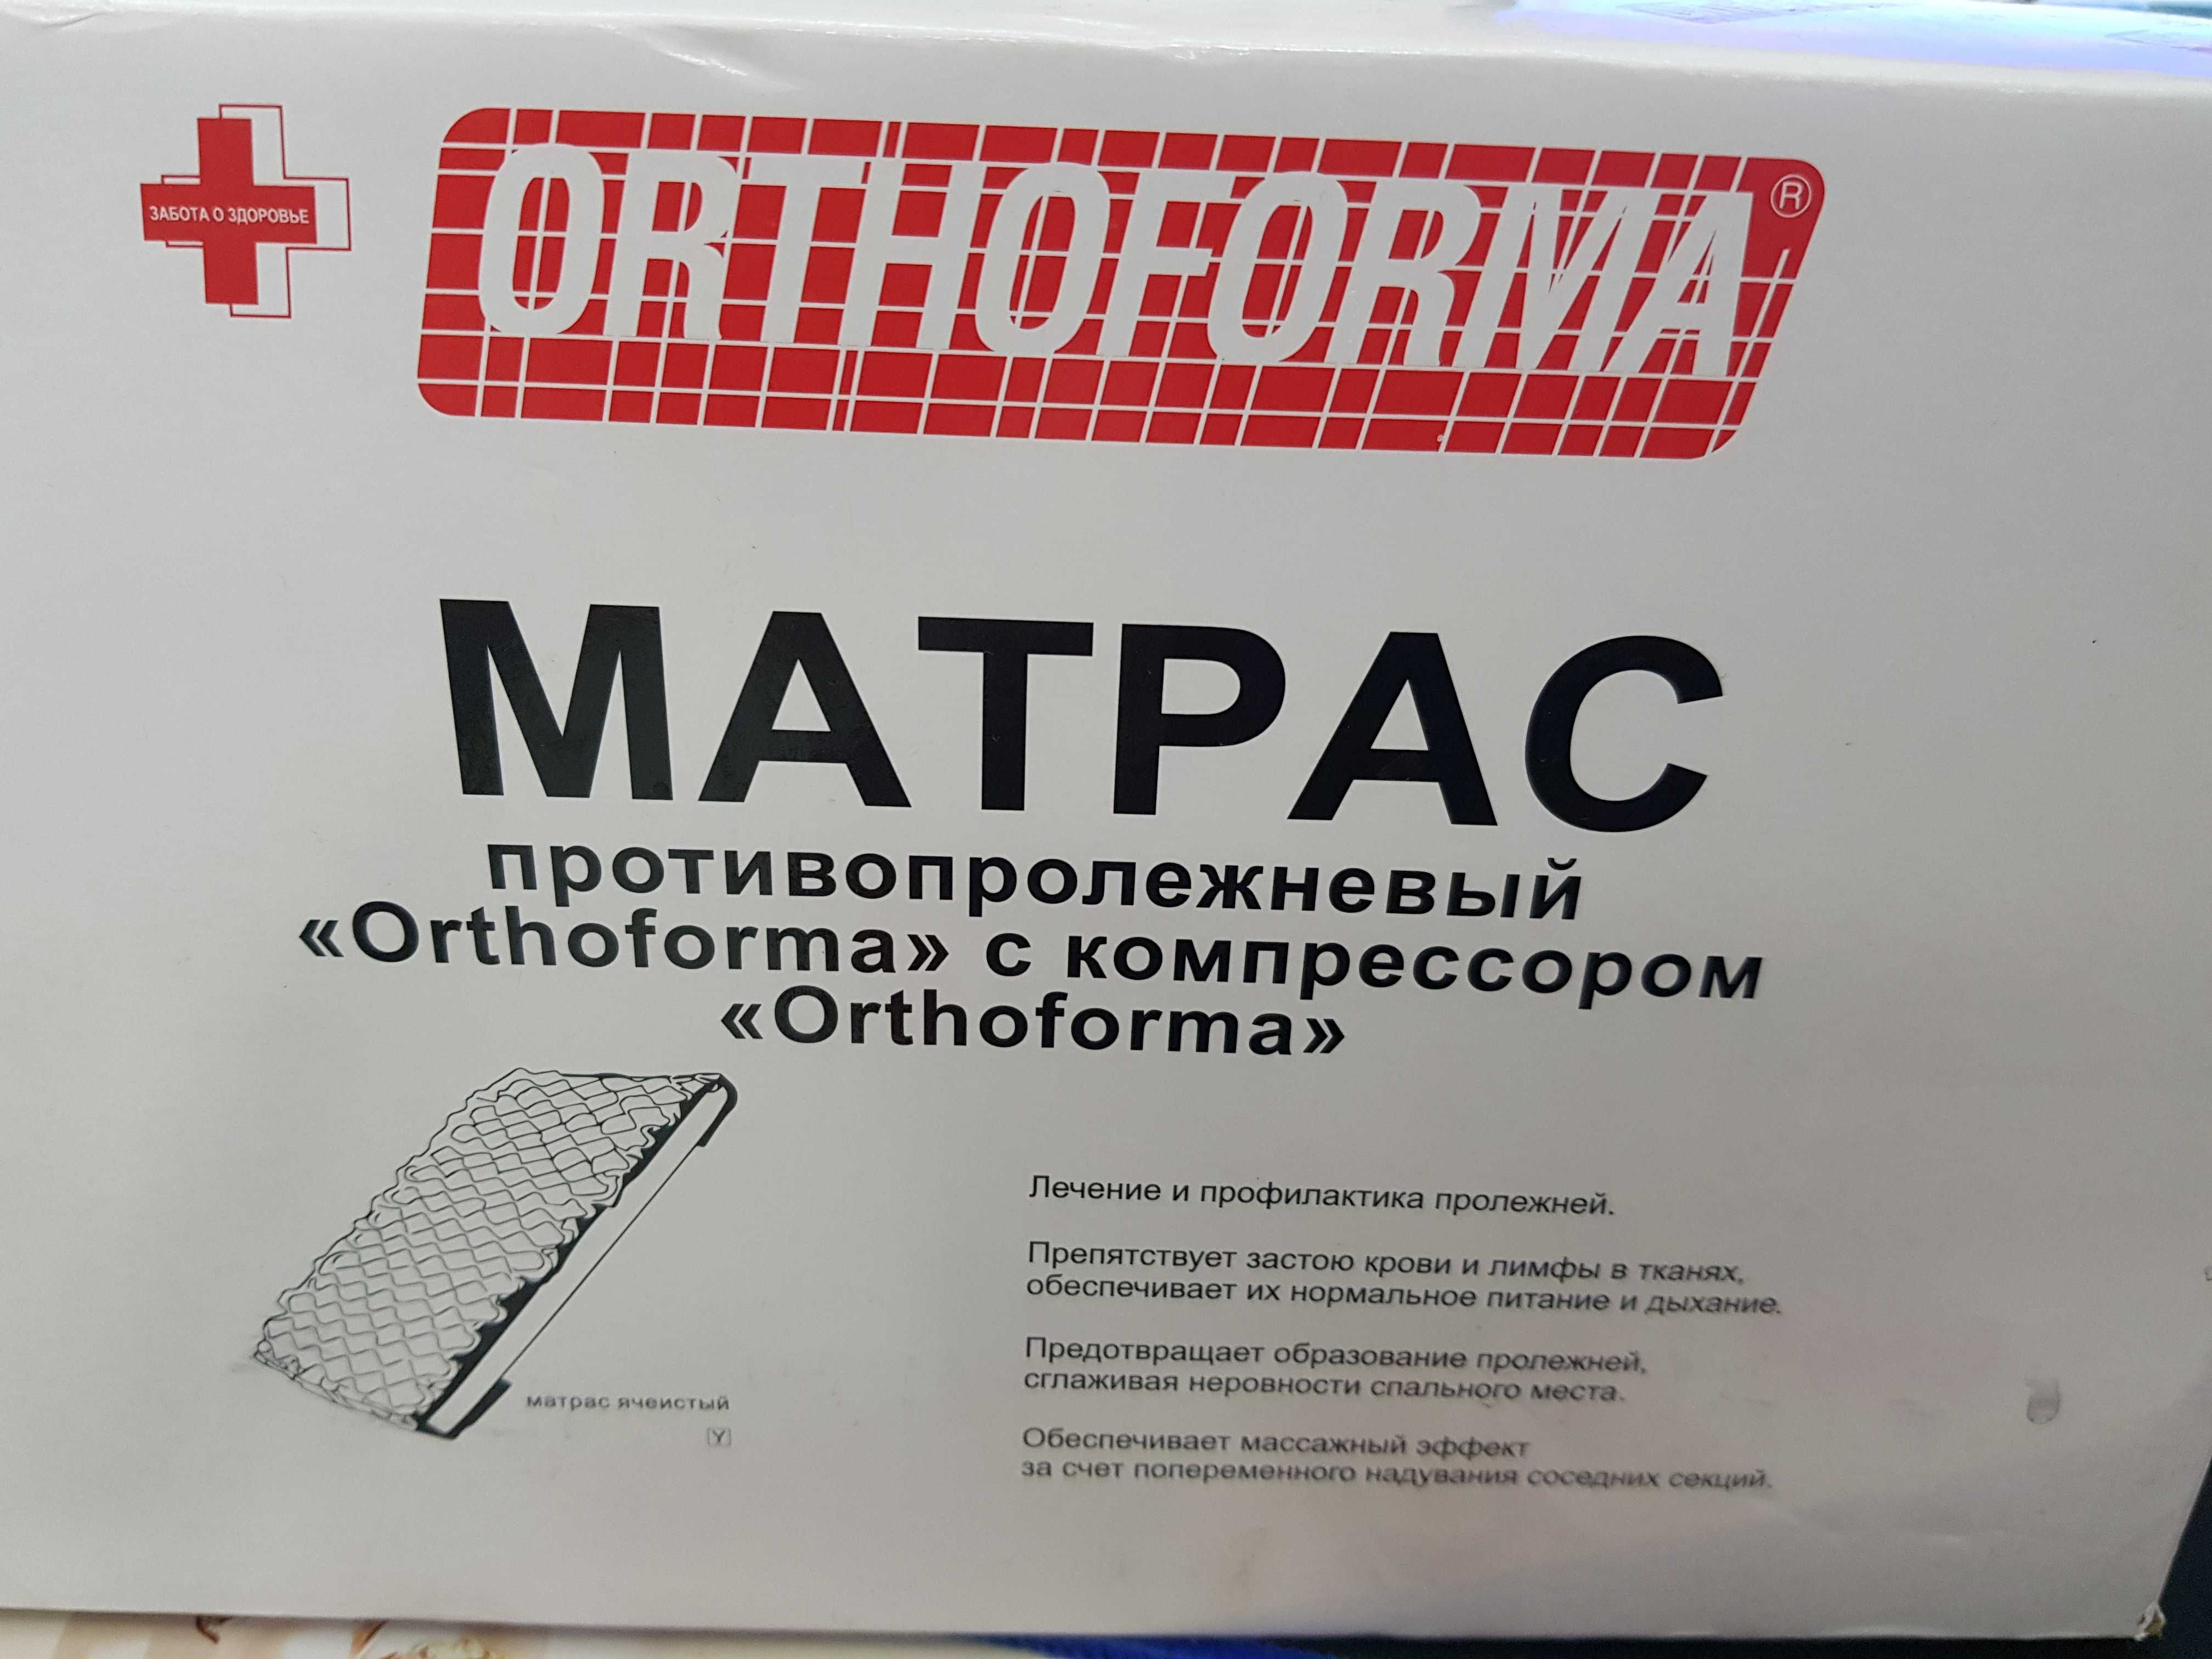 ЗАБОТА О ЗДОРОВЬЕ
ORTHOFORMA ®
МАТРАС
противопролежневый
«Orthoforma» с компрессором
«Orthoforma»
матрас ячеистый
Y
Лечение и профилактика пролежней.
Препятствует застою крови и лимфы в тканях,
обеспечивает их нормальное питание и дыхание.
Предотвращает образование пролежней,
сглаживая неровности спального места.
Обеспечивает массажный эффект
за счет попеременного надувания соседних секций.